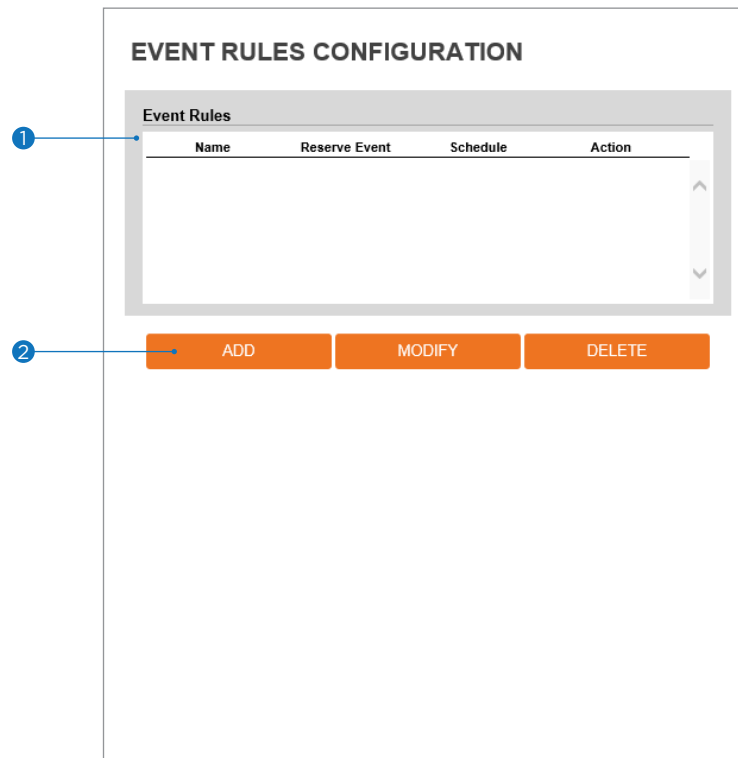 EVENT RULES CONFIGURATION
Event Rules
1
Name Reserve Event Schedule Action
2
ADD MODIFY DELETE